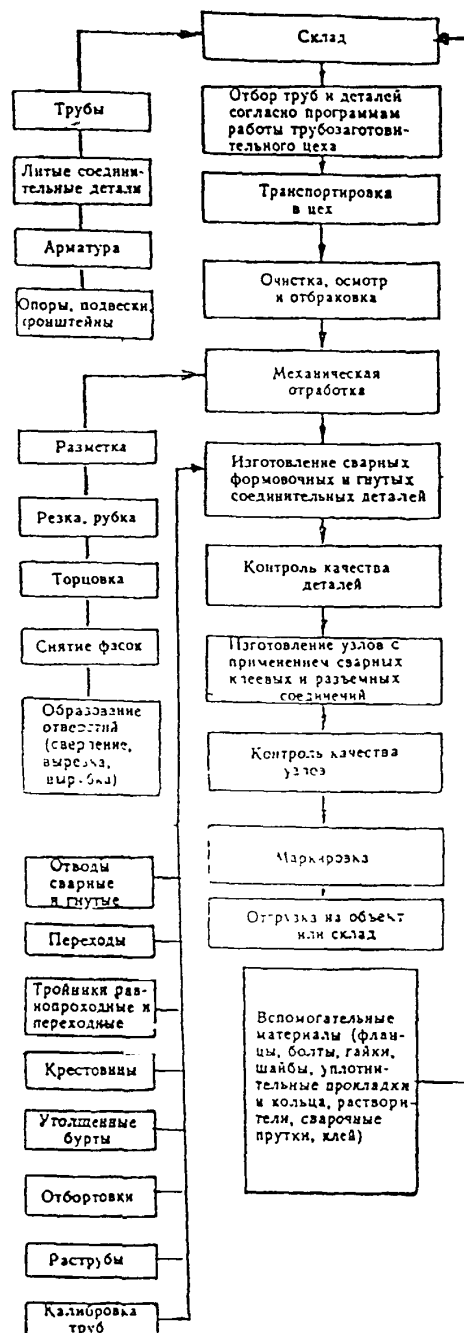 Склад
Отбор труб и деталей
согласно программам
работы трубозаготови-
тельного цеха
Транспортировка
в цех
Очистка, осмотр
и отбраковка
Механическая
отработка
Изготовление сварных
формовочных и гнутых
соединительных деталей
Контроль качества
деталей
Изготовление узлов с
применением сварных
клеевых и разъемных
соединений
Контроль качества
узлов
Маркировка
Отгрузка на объект
или склад
Трубы
Литые соедини-
тельные детали
Арматура
Опоры, подвески,
кронштейны
Разметка
Резка, рубка
Торцовка
Снятие фасок
Образование
отверстий
(сверление,
вырезка,
вырубка)
Отводы
сварные
и гнутые
Переходы
Тройники рав-
нопроходные и
переходные
Крестовины
Утолщенные
бурты
Отбортовки
Раструбы
Калибровка
труб
Вспомогательные
материалы (флан-
цы, болты, гайки,
шайбы, уплотни-
тельные прокладки
и кольца, раствори-
тели, сварочные
прутки, клей)